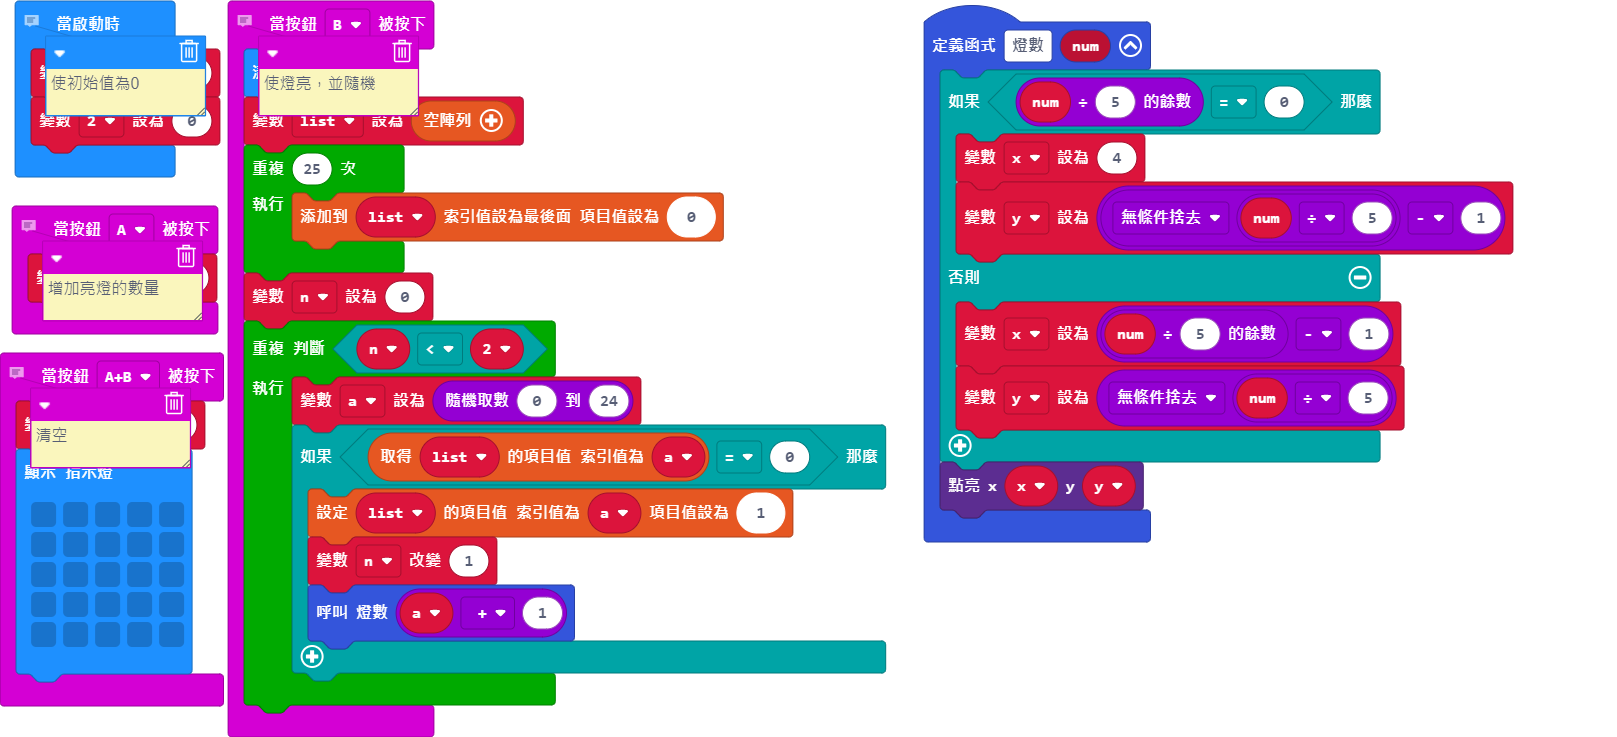 當啟動時
使初始值為0
變數 2 設為 0
當按鈕 A 被按下
增加亮燈的數量
當按鈕 A+B 被按下
清空
顯示 指示燈
當按鈕 B 被按下
使燈亮，並隨機
變數 list 設為 空陣列
重複 25 次
執行
添加到 list 索引值設為最後面 項目值設為 0
變數 n 設為 0
重複 判斷 n < 2
執行
變數 a 設為 隨機取數 0 到 24
如果 取得 list 的項目值 索引值為 a = 0 那麼
設定 list 的項目值 索引值為 a 項目值設為 1
變數 n 改變 1
呼叫 燈數 a + 1
定義函式 燈數 num
如果 num ÷ 5 的餘數 = 0 那麼
變數 x 設為 4
變數 y 設為 無條件捨去 num ÷ 5 - 1
否則
變數 x 設為 num ÷ 5 的餘數 - 1
變數 y 設為 無條件捨去 num ÷ 5
點亮 x x y y